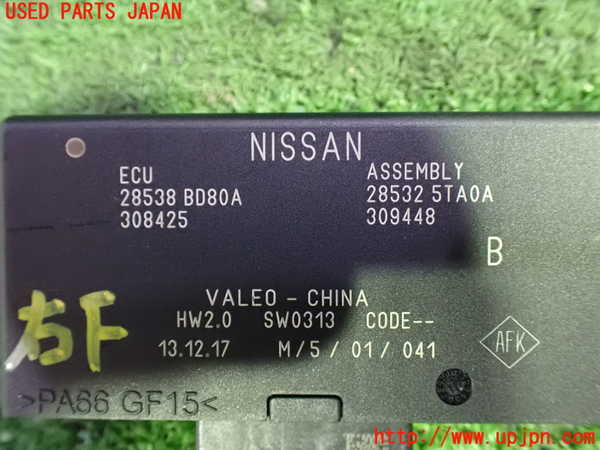 USED PARTS JAPAN
NISSAN
ECU
28538 BD80A
308425
ASSEMBLY
28532 5TA0A
309448
B
VALEO - CHINA
HW2.0 SW0313 CODE--
13.12.17 M/5/01/041
AFK
右F
>PA66 GF15<
http://www.upjpn.com